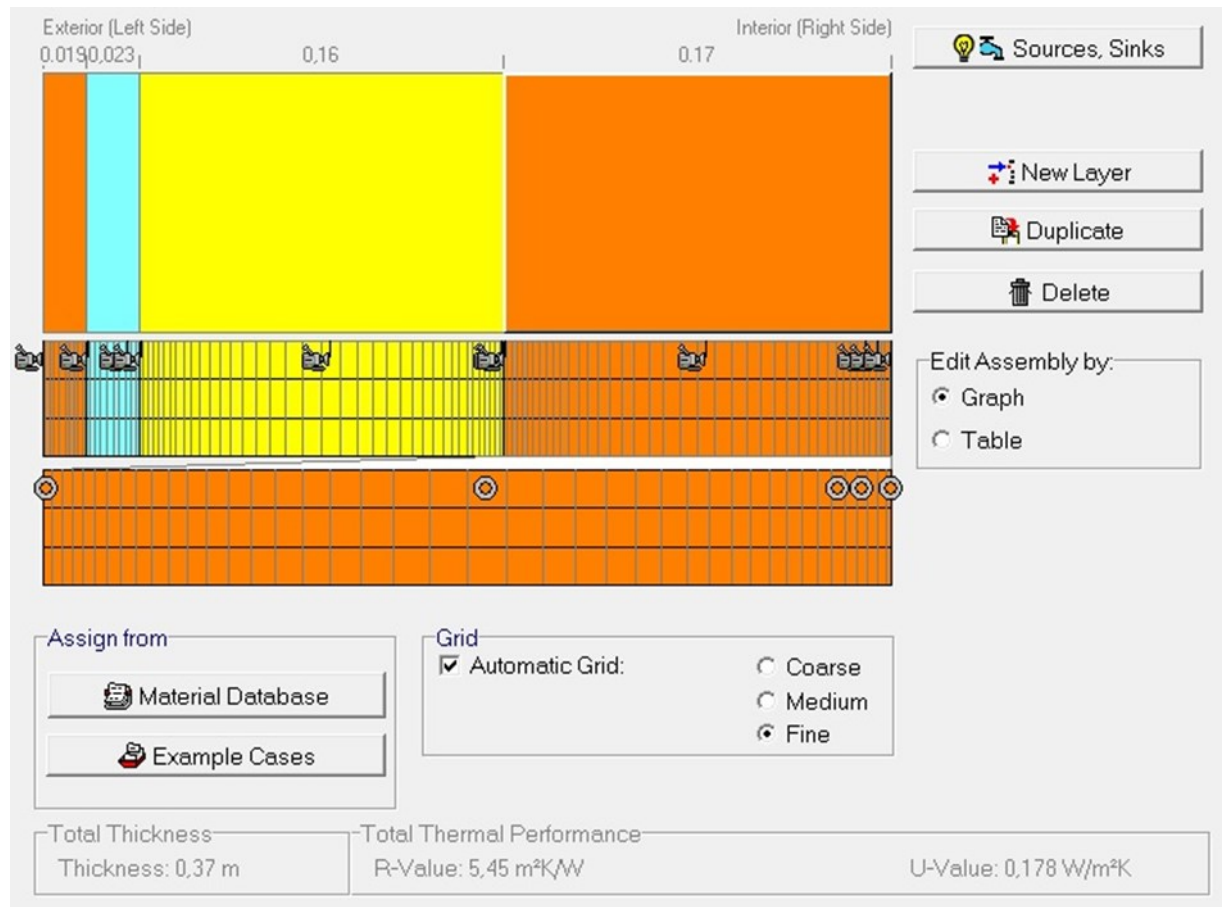 Exterior (Left Side) Interior (Right Side)
0.0190,023 0,16 0.17
Sources, Sinks
New Layer
Duplicate
Delete
Edit Assembly by:
Graph
Table
Assign from
Material Database
Example Cases
Grid
Automatic Grid:
Coarse
Medium
Fine
Total Thickness
Thickness: 0,37 m
Total Thermal Performance
R-Value: 5,45 m²K/W
U-Value: 0,178 W/m²K